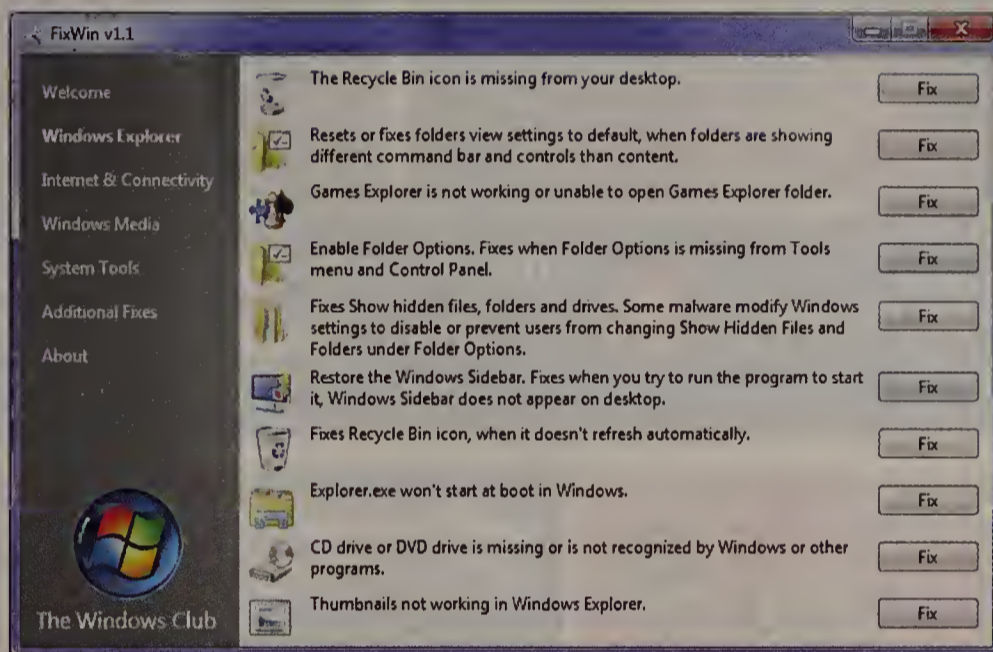 FixWin v1.1
Welcome
Windows Explorer
Internet & Connectivity
Windows Media
System Tools
Additional Fixes
About
The Windows Club
The Recycle Bin icon is missing from your desktop.
Fix
Resets or fixes folders view settings to default, when folders are showing
different command bar and controls than content.
Fix
Games Explorer is not working or unable to open Games Explorer folder.
Fix
Enable Folder Options. Fixes when Folder Options is missing from Tools
menu and Control Panel.
Fix
Fixes Show hidden files, folders and drives. Some malware modify Windows
settings to disable or prevent users from changing Show Hidden Files and
Folders under Folder Options.
Fix
Restore the Windows Sidebar. Fixes when you try to run the program to start
it, Windows Sidebar does not appear on desktop.
Fix
Fixes Recycle Bin icon, when it doesn't refresh automatically.
Fix
Explorer.exe won't start at boot in Windows.
Fix
CD drive or DVD drive is missing or is not recognized by Windows or other
programs.
Fix
Thumbnails not working in Windows Explorer.
Fix